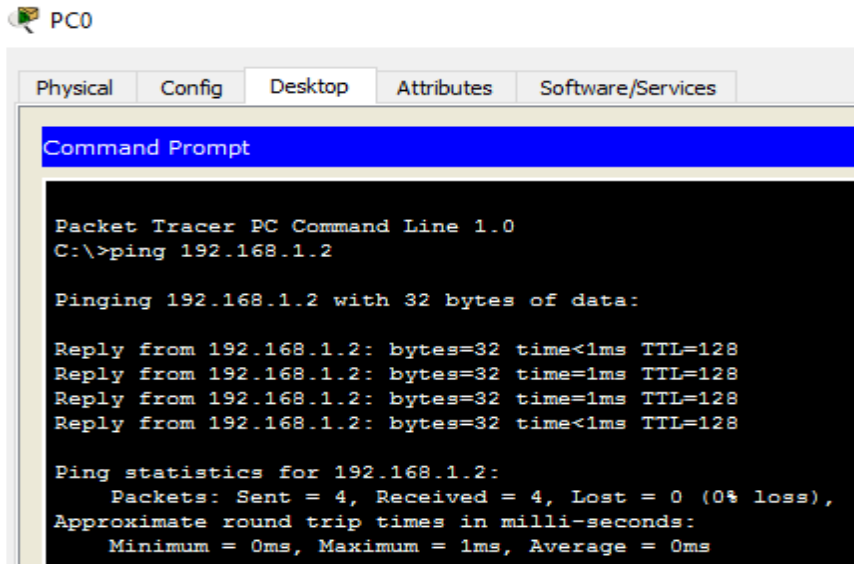 PC0
Physical Config Desktop Attributes Software/Services
Command Prompt
Packet Tracer PC Command Line 1.0
C:\>ping 192.168.1.2
Pinging 192.168.1.2 with 32 bytes of data:
Reply from 192.168.1.2: bytes=32 time<1ms TTL=128
Reply from 192.168.1.2: bytes=32 time=1ms TTL=128
Reply from 192.168.1.2: bytes=32 time=1ms TTL=128
Reply from 192.168.1.2: bytes=32 time<1ms TTL=128
Ping statistics for 192.168.1.2:
Packets: Sent = 4, Received = 4, Lost = 0 (0% loss),
Approximate round trip times in milli-seconds:
Minimum = 0ms, Maximum = 1ms, Average = 0ms